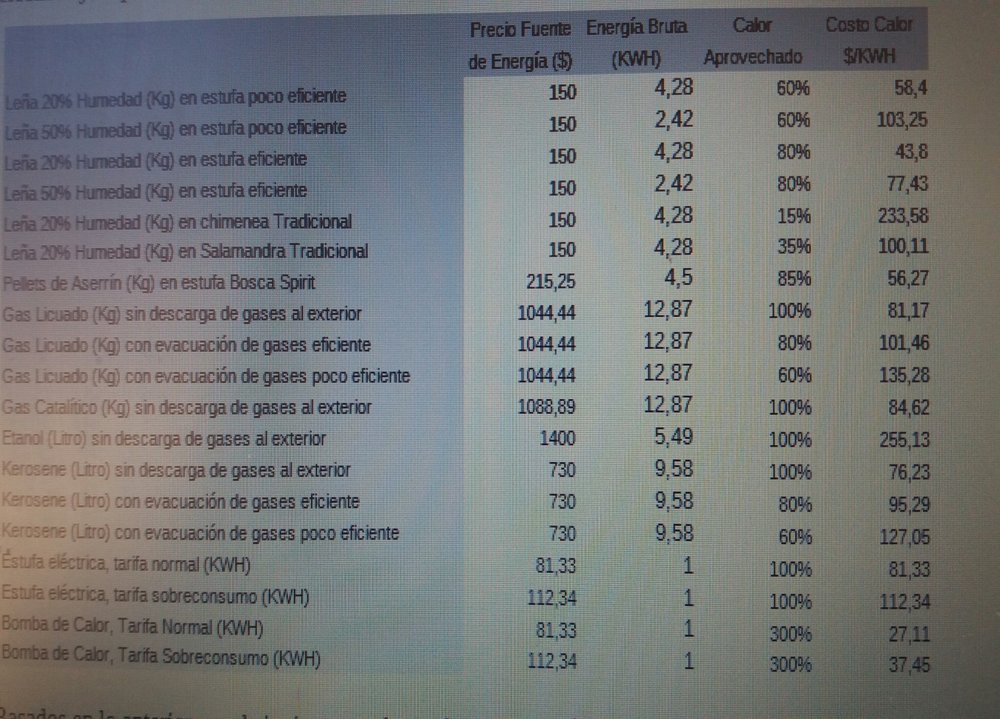 Precio Fuente Energía Bruta Calor Costo Calor
de Energía ($) (KWH) Aprovechado $/KWH
Leña 20% Humedad (Kg) en estufa poco eficiente 150 4,28 60% 58,4
Leña 50% Humedad (Kg) en estufa poco eficiente 150 2,42 60% 103,25
Leña 20% Humedad (Kg) en estufa eficiente 150 4,28 80% 43,8
Leña 50% Humedad (Kg) en estufa eficiente 150 2,42 80% 77,43
Leña 20% Humedad (Kg) en chimenea Tradicional 150 4,28 15% 233,58
Leña 20% Humedad (Kg) en Salamandra Tradicional 150 4,28 35% 100,11
Pellets de Aserrín (Kg) en estufa Bosca Spirit 215,25 4,5 85% 56,27
Gas Licuado (Kg) sin descarga de gases al exterior 1044,44 12,87 100% 81,17
Gas Licuado (Kg) con evacuación de gases eficiente 1044,44 12,87 80% 101,46
Gas Licuado (Kg) con evacuación de gases poco eficiente 1044,44 12,87 60% 135,28
Gas Catalítico (Kg) sin descarga de gases al exterior 1088,89 12,87 100% 84,62
Etanol (Litro) sin descarga de gases al exterior 1400 5,49 100% 255,13
Kerosene (Litro) sin descarga de gases al exterior 730 9,58 100% 76,23
Kerosene (Litro) con evacuación de gases eficiente 730 9,58 80% 95,29
Kerosene (Litro) con evacuación de gases poco eficiente 730 9,58 60% 127,05
Estufa eléctrica, tarifa normal (KWH) 81,33 1 100% 81,33
Estufa eléctrica, tarifa sobreconsumo (KWH) 112,34 1 100% 112,34
Bomba de Calor, Tarifa Normal (KWH) 81,33 1 300% 27,11
Bomba de Calor, Tarifa Sobreconsumo (KWH) 112,34 1 300% 37,45